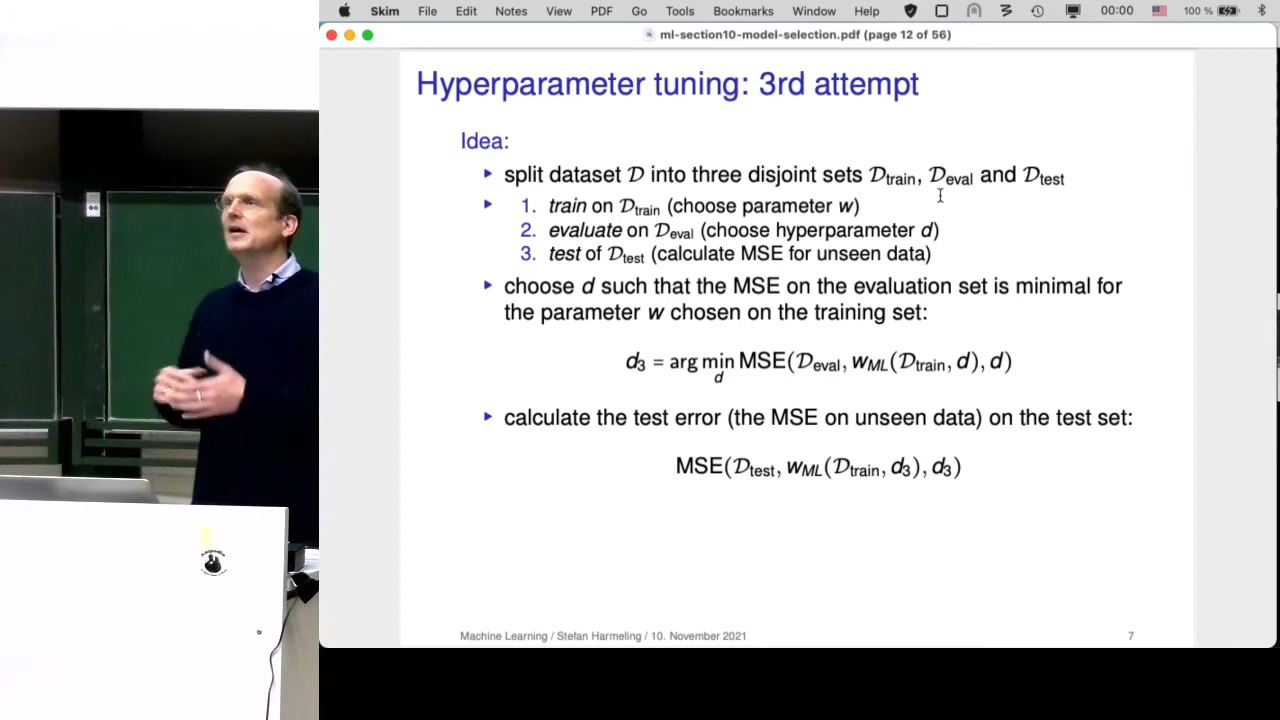 Skim File Edit Notes View PDF Go Tools Bookmarks Window Help 00:00 100 %
ml-section10-model-selection.pdf (page 12 of 56)
Hyperparameter tuning: 3rd attempt
Idea:
▸ split dataset 𝒟 into three disjoint sets 𝒟train, 𝒟eval and 𝒟test
▸ 1. train on 𝒟train (choose parameter w)
2. evaluate on 𝒟eval (choose hyperparameter d)
3. test of 𝒟test (calculate MSE for unseen data)
▸ choose d such that the MSE on the evaluation set is minimal for
the parameter w chosen on the training set:
d3 = arg min d MSE(𝒟eval, wML(𝒟train, d), d)
▸ calculate the test error (the MSE on unseen data) on the test set:
MSE(𝒟test, wML(𝒟train, d3), d3)
Machine Learning / Stefan Harmeling / 10. November 2021 7